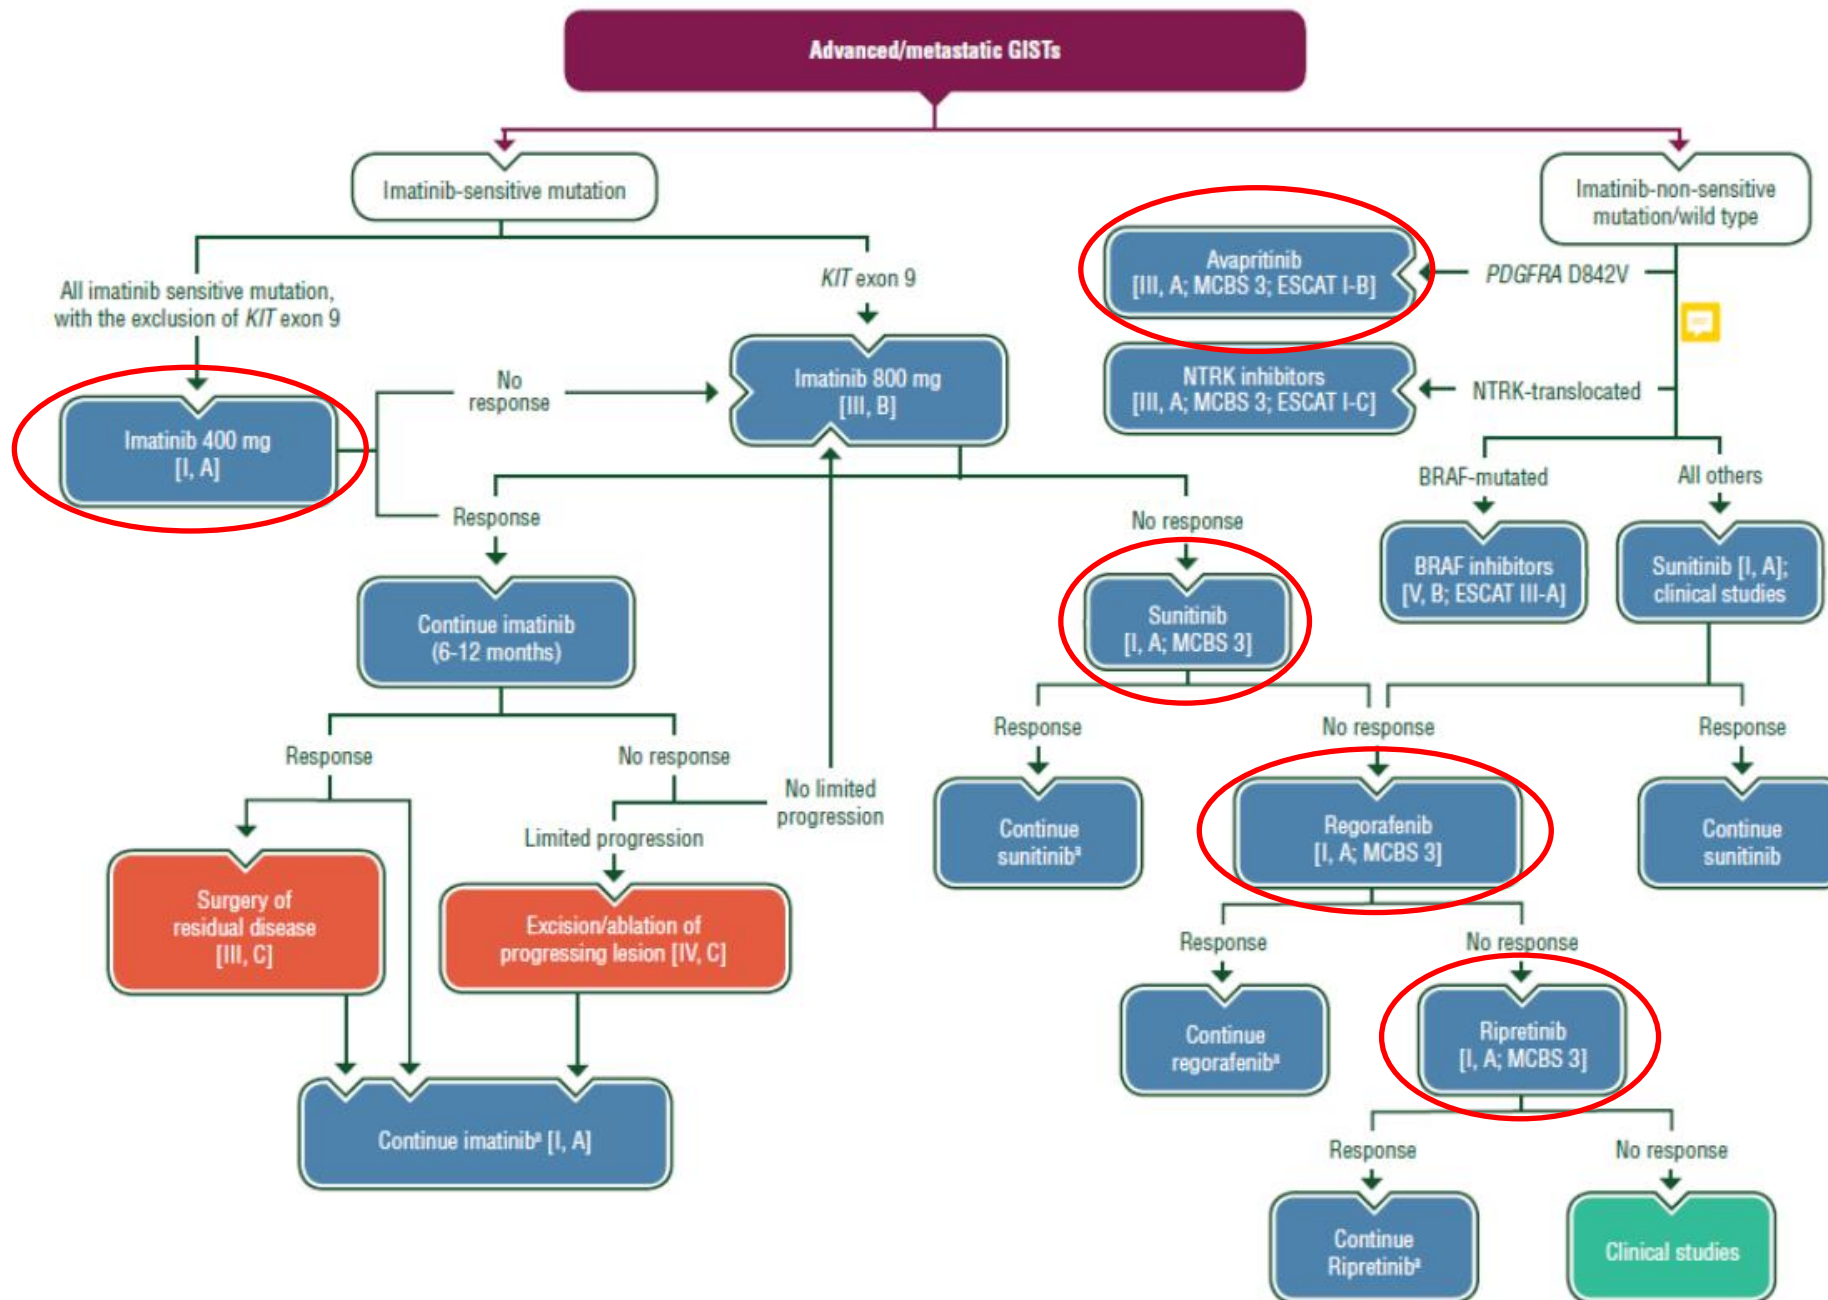 Advanced/metastatic GISTs
Imatinib-sensitive mutation
Imatinib-non-sensitive
mutation/wild type
All imatinib sensitive mutation,
with the exclusion of KIT exon 9
KIT exon 9
Avapritinib
[III, A; MCBS 3; ESCAT I-B]
PDGFRA D842V
Imatinib 400 mg
[I, A]
No
response
Imatinib 800 mg
[III, B]
NTRK inhibitors
[III, A; MCBS 3; ESCAT I-C]
NTRK-translocated
Response
No response
BRAF-mutated
All others
Continue imatinib
(6-12 months)
Sunitinib
[I, A; MCBS 3]
BRAF inhibitors
[V, B; ESCAT III-A]
Sunitinib [I, A];
clinical studies
Response
No response
No limited
progression
Response
No response
Response
Limited progression
Continue
sunitinibª
Regorafenib
[I, A; MCBS 3]
Continue
sunitinib
Surgery of
residual disease
[III, C]
Excision/ablation of
progressing lesion [IV, C]
Response
No response
Continue
regorafenibª
Ripretinib
[I, A; MCBS 3]
Continue imatinibª [I, A]
Response
No response
Continue
Ripretinibª
Clinical studies